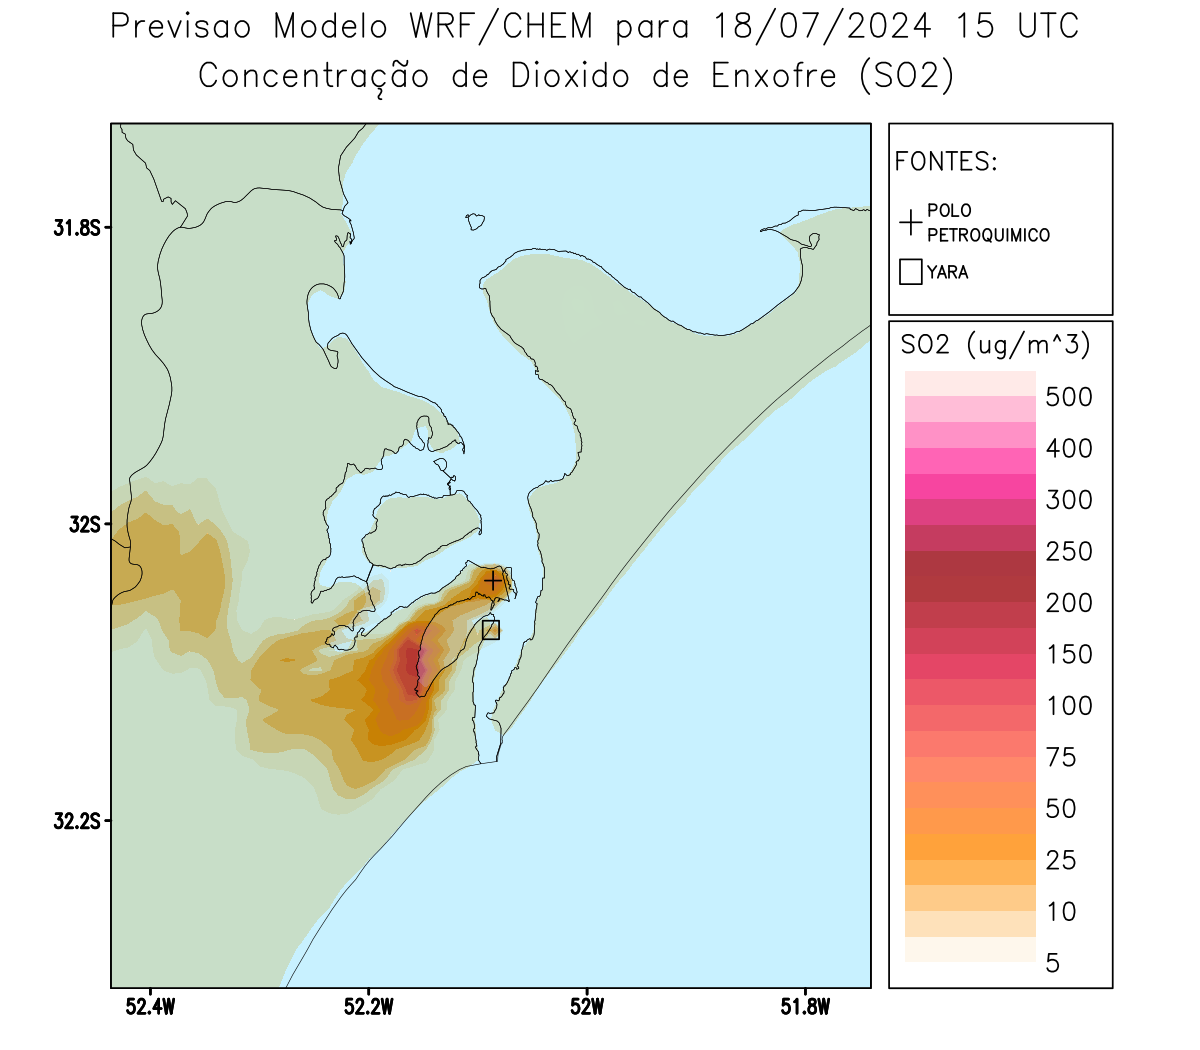 Previsao Modelo WRF/CHEM para 18/07/2024 15 UTC
Concentração de Dioxido de Enxofre (SO2)
FONTES:
POLO
PETROQUIMICO
YARA
31.8S
32S
32.2S
52.4W
52.2W
52W
51.8W
SO2 (ug/m^3)
500
400
300
250
200
150
100
75
50
25
10
5